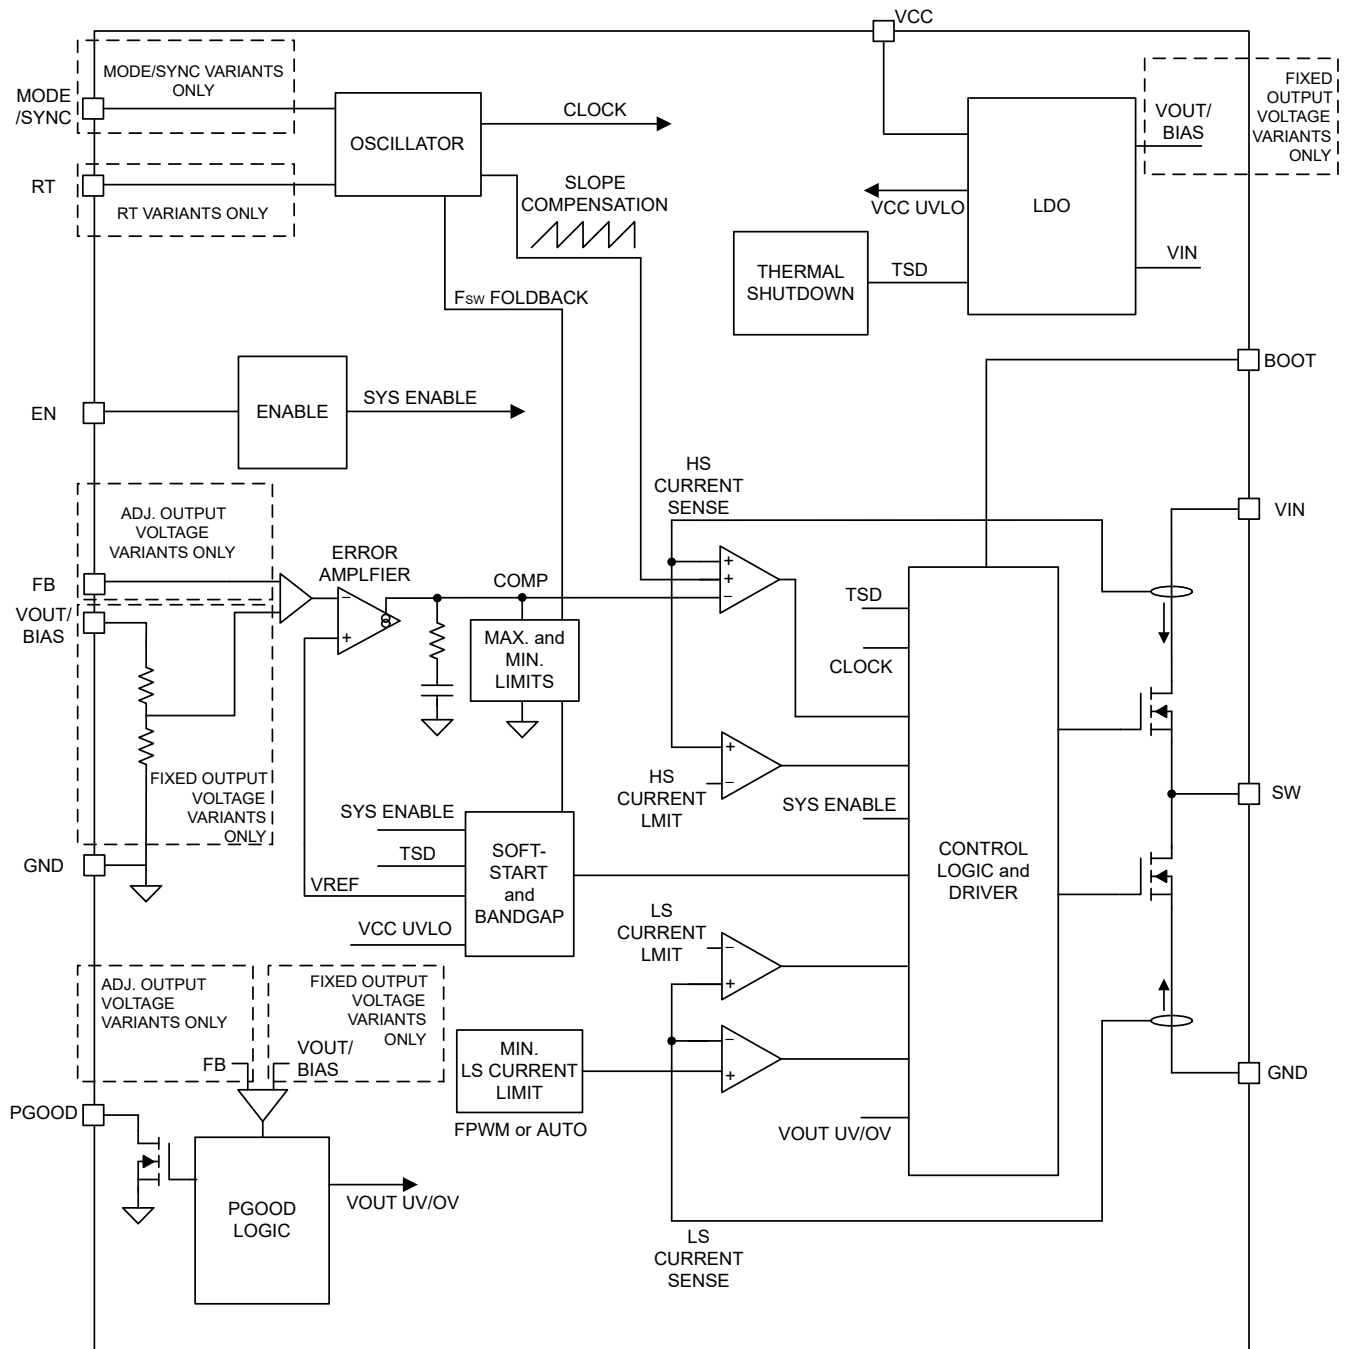 VCC
MODE/SYNC VARIANTS
ONLY
MODE
/SYNC
OSCILLATOR
CLOCK
FIXED
OUTPUT
VOLTAGE
VARIANTS
ONLY
VOUT/
BIAS
RT
RT VARIANTS ONLY
SLOPE
COMPENSATION
VCC UVLO
LDO
THERMAL
SHUTDOWN
TSD
VIN
FSW FOLDBACK
BOOT
EN
ENABLE
SYS ENABLE
HS
CURRENT
SENSE
VIN
ADJ. OUTPUT
VOLTAGE
VARIANTS ONLY
ERROR
AMPLFIER
FB
COMP
+
+
−
−
+
VOUT/
BIAS
MAX. and
MIN.
LIMITS
TSD
CLOCK
FIXED OUTPUT
VOLTAGE
VARIANTS
ONLY
+
−
HS
CURRENT
LMIT
SYS ENABLE
SW
SYS ENABLE
TSD
VREF
VCC UVLO
SOFT-
START
and
BANDGAP
CONTROL
LOGIC and
DRIVER
GND
LS
CURRENT
LMIT
−
+
ADJ. OUTPUT
VOLTAGE
VARIANTS ONLY
FIXED OUTPUT
VOLTAGE
VARIANTS
ONLY
FB
VOUT/
BIAS
MIN.
LS CURRENT
LIMIT
FPWM or AUTO
−
+
GND
PGOOD
VOUT UV/OV
PGOOD
LOGIC
VOUT UV/OV
LS
CURRENT
SENSE